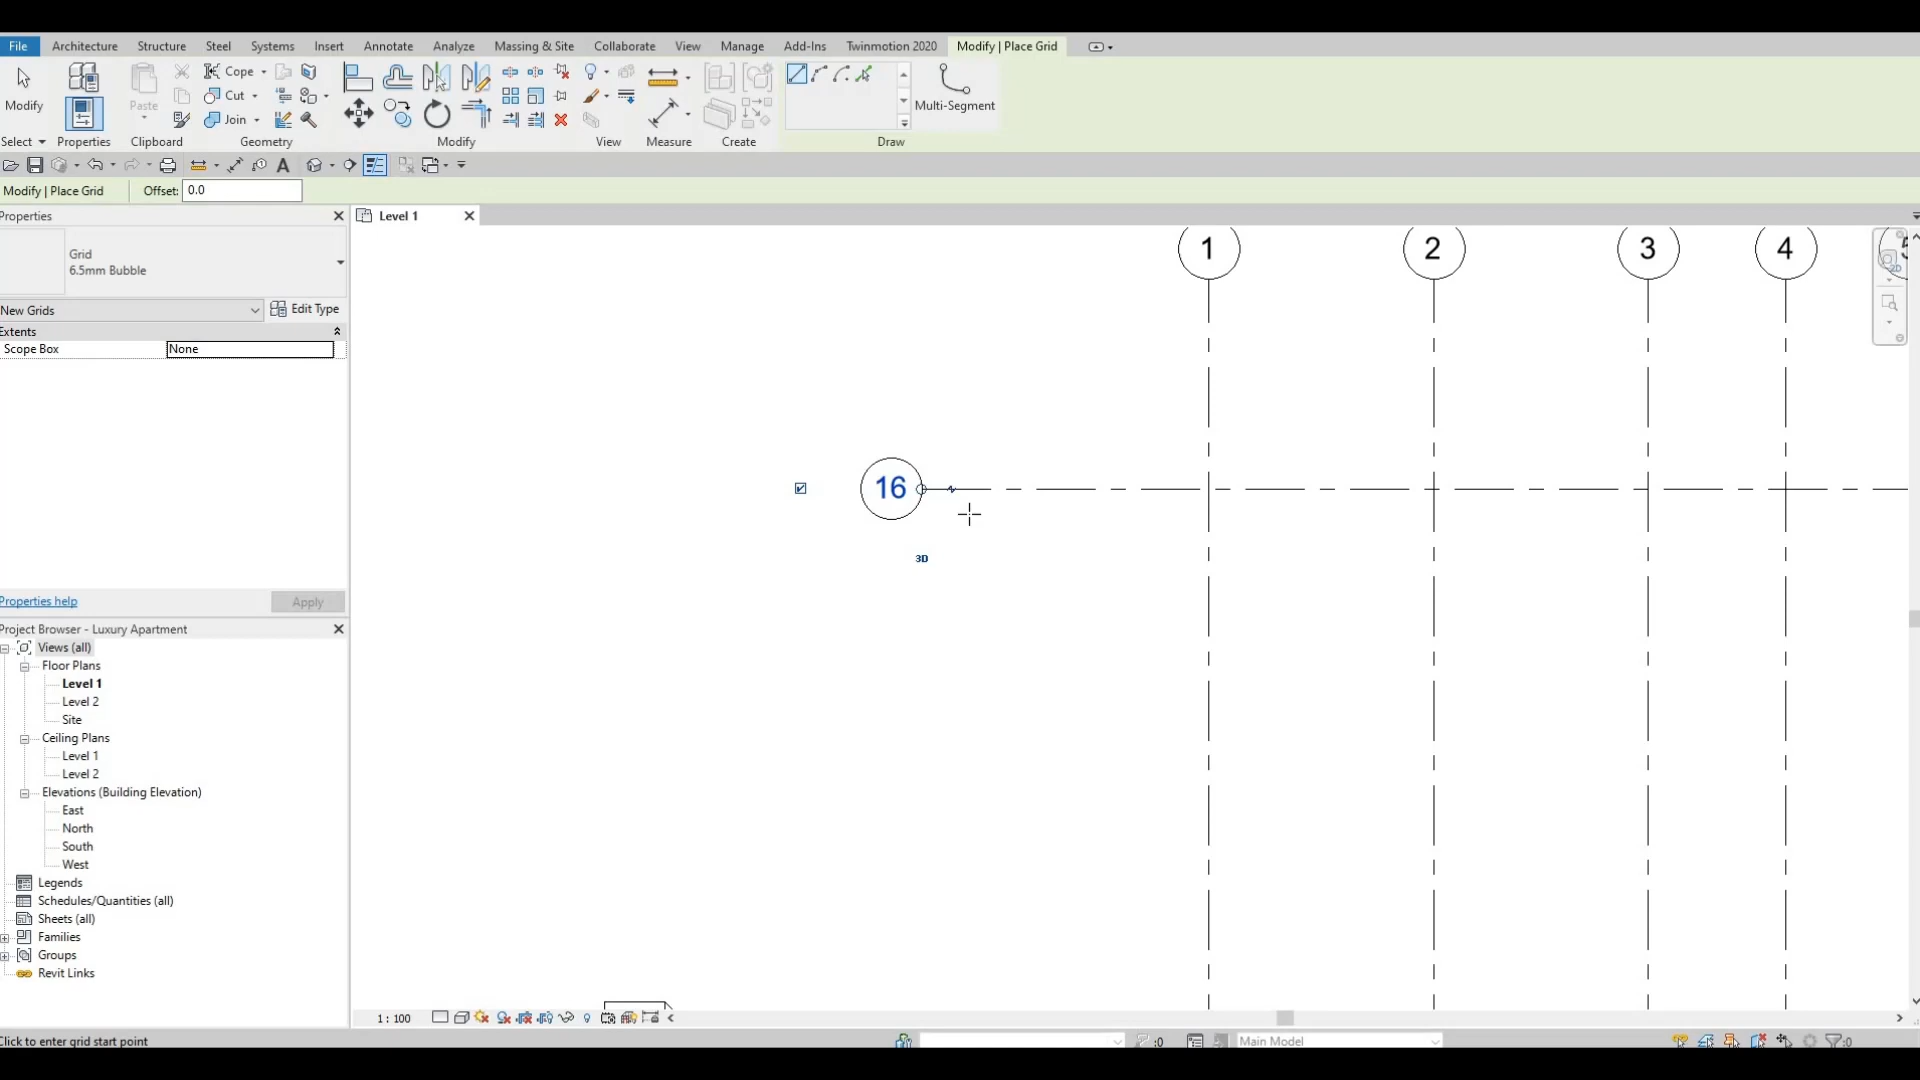 File Architecture Structure Steel Systems Insert Annotate Analyze Massing & Site Collaborate View Manage Add-Ins Twinmotion 2020 Modify | Place Grid
Modify Paste Cope Cut Join Multi-Segment
Select Properties Clipboard Geometry Modify View Measure Create Draw
Modify | Place Grid Offset: 0.0
Properties
Level 1
Grid
6.5mm Bubble
New Grids Edit Type
Extents
Scope Box None
1 2 3 4 5
2D
16
3D
Properties help Apply
Project Browser - Luxury Apartment
Views (all)
Floor Plans
Level 1
Level 2
Site
Ceiling Plans
Level 1
Level 2
Elevations (Building Elevation)
East
North
South
West
Legends
Schedules/Quantities (all)
Sheets (all)
Families
Groups
Revit Links
1 : 100
Click to enter grid start point :0 Main Model :0